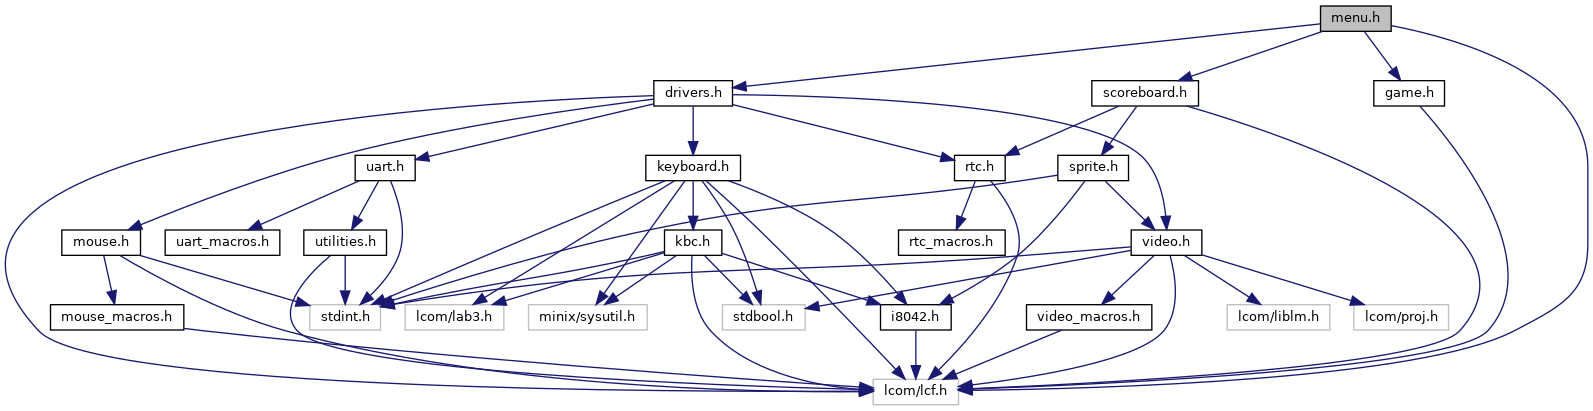 menu.h
drivers.h
scoreboard.h
game.h
uart.h
keyboard.h
rtc.h
sprite.h
mouse.h
uart_macros.h
utilities.h
kbc.h
rtc_macros.h
video.h
mouse_macros.h
stdint.h
lcom/lab3.h
minix/sysutil.h
stdbool.h
i8042.h
video_macros.h
lcom/liblm.h
lcom/proj.h
lcom/lcf.h